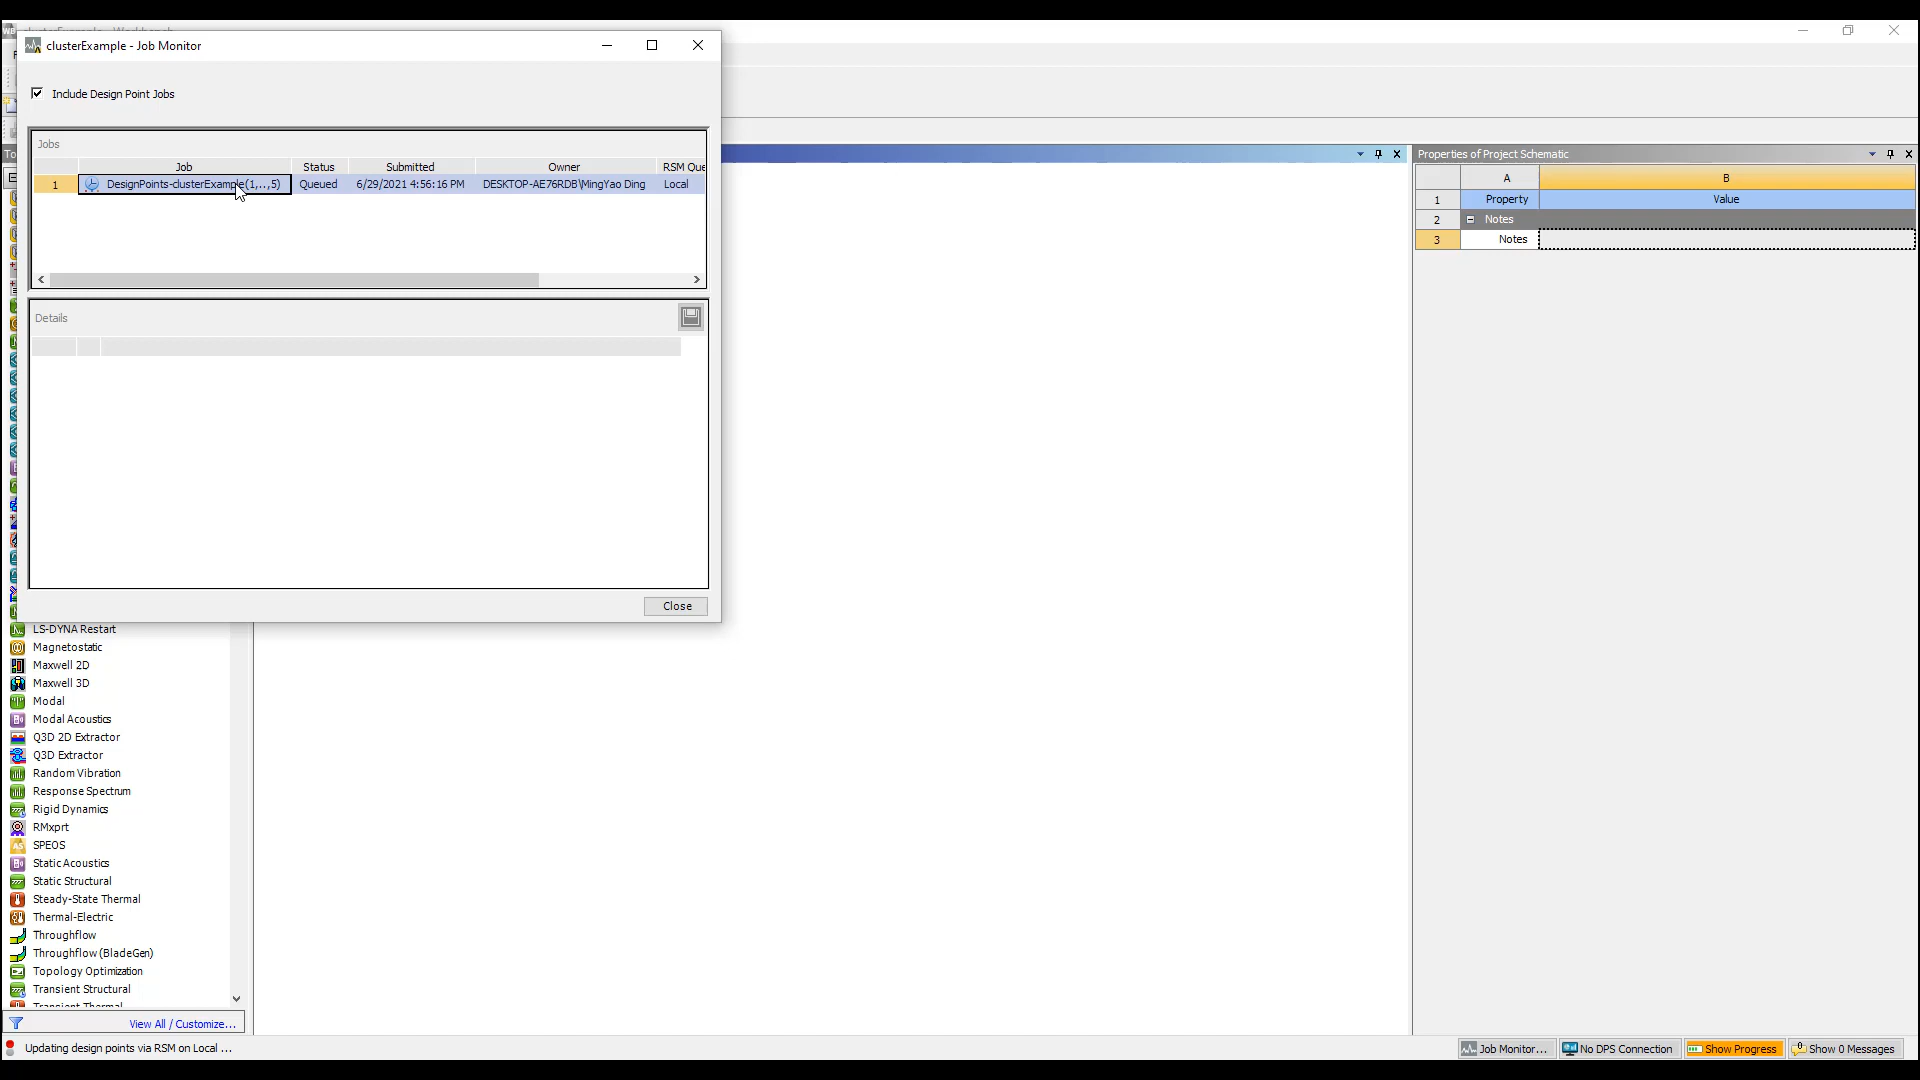 clusterExample - Job Monitor
Include Design Point Jobs
Jobs
Job Status Submitted Owner RSM Que
1 DesignPoints-clusterExample(1,..,5) Queued 6/29/2021 4:56:16 PM DESKTOP-AE76RDB\MingYao Ding Local
Details
Close
Properties of Project Schematic
A B
1 Property Value
2 Notes
3 Notes
LS-DYNA Restart
Magnetostatic
Maxwell 2D
Maxwell 3D
Modal
Modal Acoustics
Q3D 2D Extractor
Q3D Extractor
Random Vibration
Response Spectrum
Rigid Dynamics
RMxprt
SPEOS
Static Acoustics
Static Structural
Steady-State Thermal
Thermal-Electric
Throughflow
Throughflow (BladeGen)
Topology Optimization
Transient Structural
Transient Thermal
View All / Customize...
Updating design points via RSM on Local ...
Job Monitor... No DPS Connection Show Progress Show 0 Messages